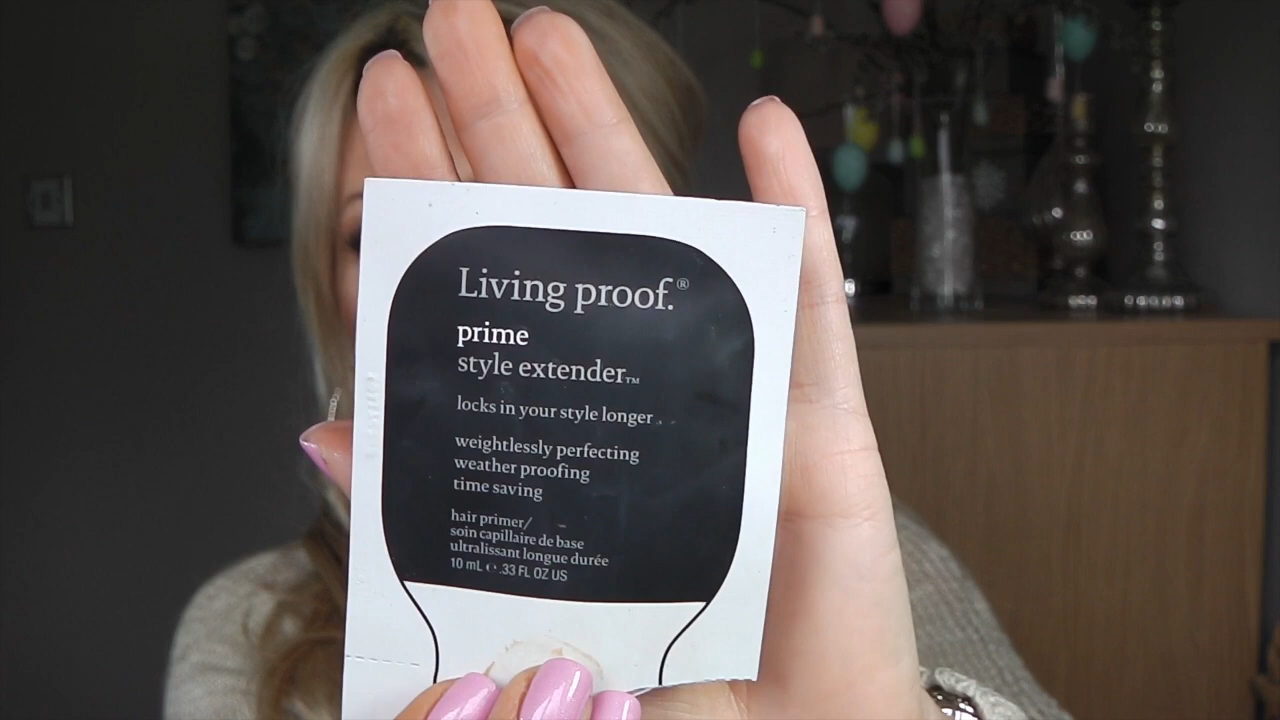 Living proof.®
prime
style extender™
locks in your style longer
weightlessly perfecting
weather proofing
time saving
hair primer/
soin capillaire de base
ultralissant longue durée
10 mL ℮ .33 FL OZ US